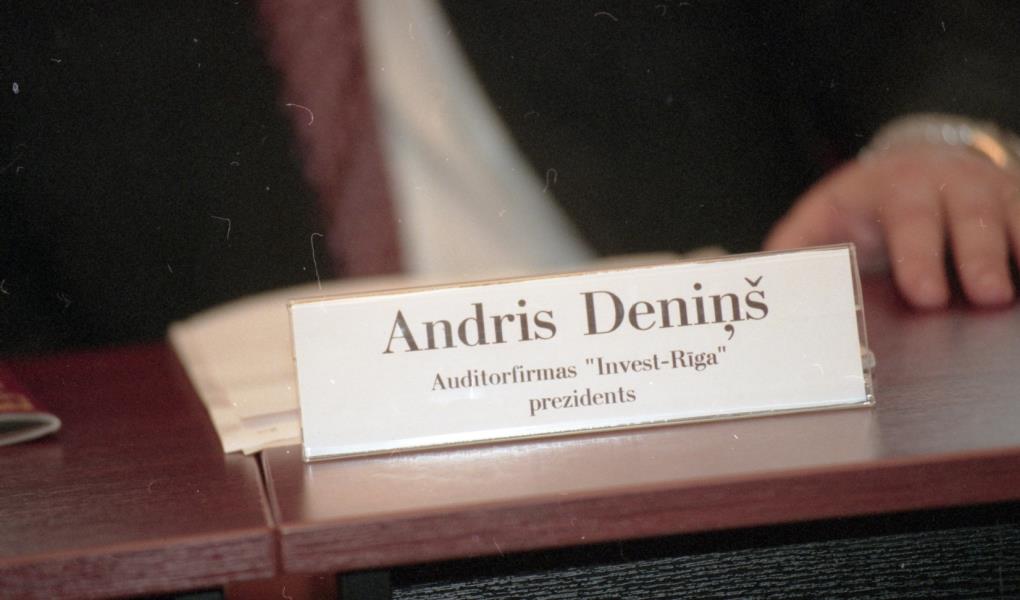 Andris Deniņš
Auditorfirmas "Invest-Rīga"
prezidents